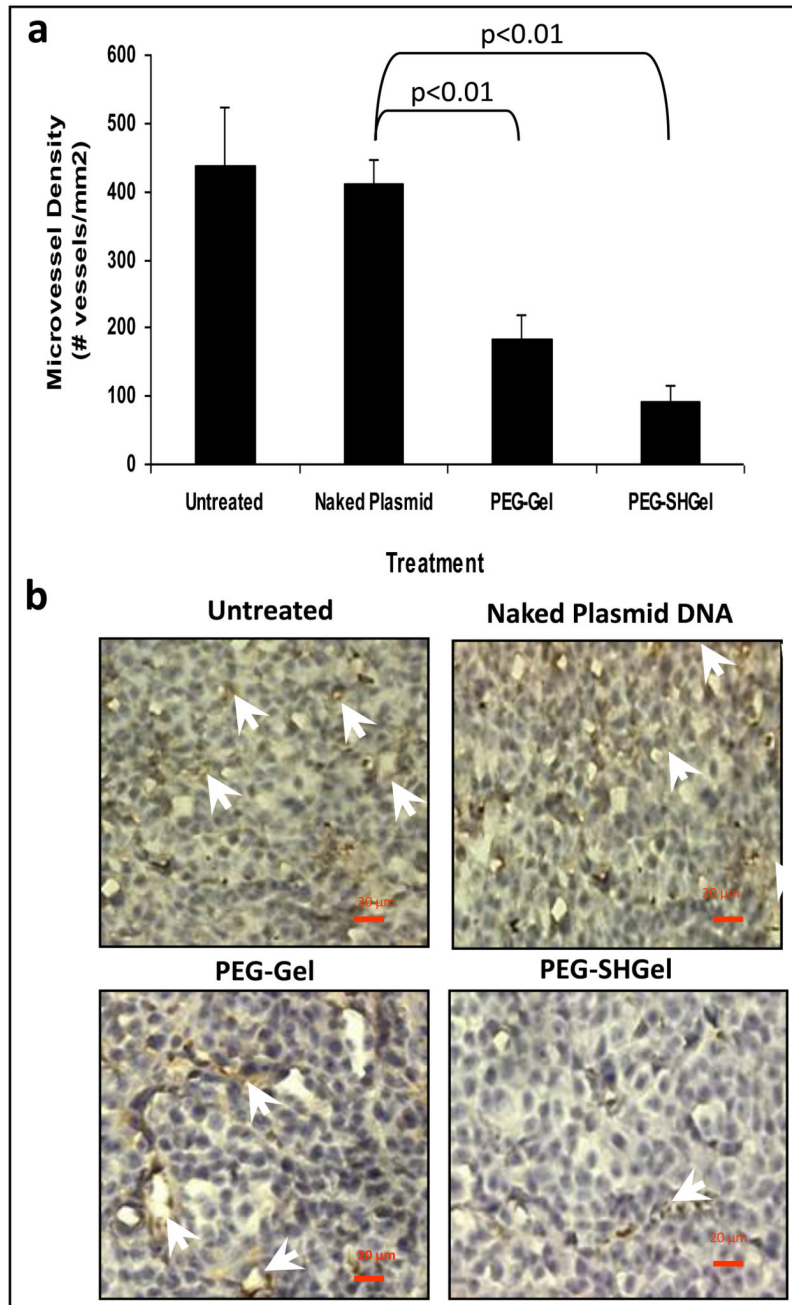 a
600
500
400
300
200
100
0
Microvessel Density
(# vessels/mm2)
p<0.01
p<0.01
Untreated Naked Plasmid PEG-Gel PEG-SHGel
Treatment
b
Untreated Naked Plasmid DNA
20 µm 20 µm
PEG-Gel PEG-SHGel
20 µm 20 µm